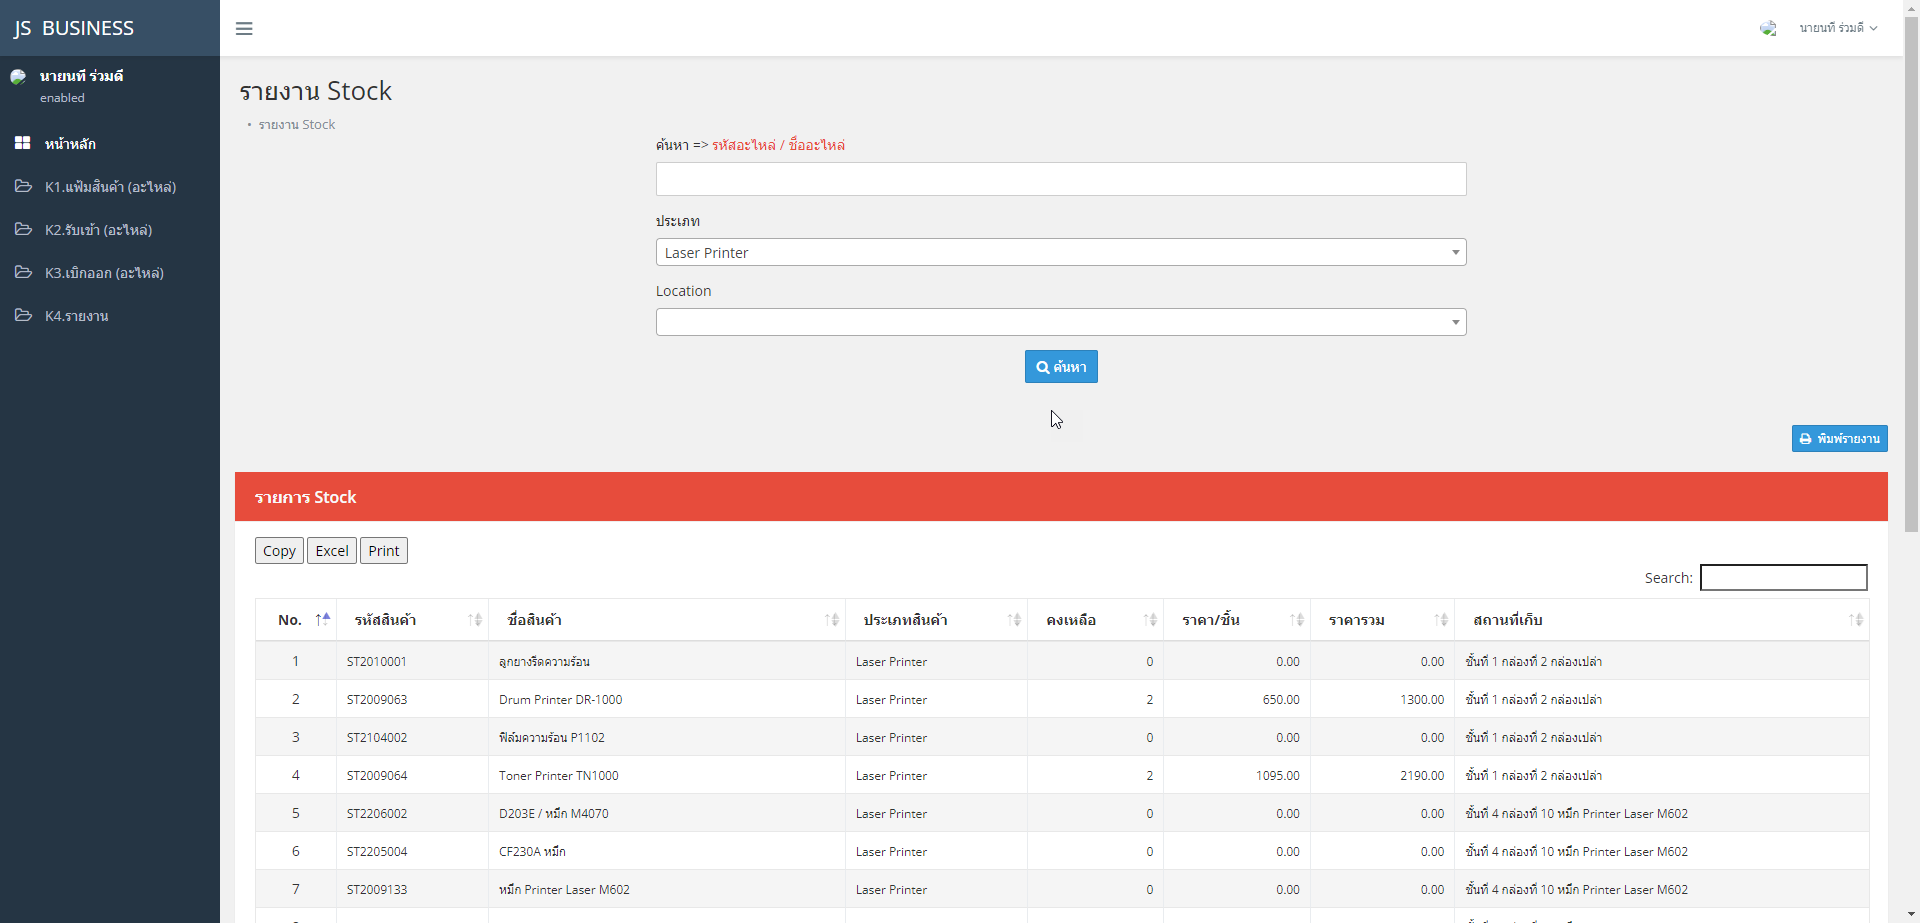 JS BUSINESS
นายนที ร่วมดี
นายนที ร่วมดี
enabled
หน้าหลัก
K1.แฟ้มสินค้า (อะไหล่)
K2.รับเข้า (อะไหล่)
K3.เบิกออก (อะไหล่)
K4.รายงาน
รายงาน Stock
• รายงาน Stock
ค้นหา => รหัสอะไหล่ / ชื่ออะไหล่
ประเภท
Laser Printer
Location
ค้นหา
พิมพ์รายงาน
รายการ Stock
Copy Excel Print
Search:
No. รหัสสินค้า ชื่อสินค้า ประเภทสินค้า คงเหลือ ราคา/ชิ้น ราคารวม สถานที่เก็บ
1 ST2010001 ลูกยางรีดความร้อน Laser Printer 0 0.00 0.00 ชั้นที่ 1 กล่องที่ 2 กล่องเปล่า
2 ST2009063 Drum Printer DR-1000 Laser Printer 2 650.00 1300.00 ชั้นที่ 1 กล่องที่ 2 กล่องเปล่า
3 ST2104002 ฟิล์มความร้อน P1102 Laser Printer 0 0.00 0.00 ชั้นที่ 1 กล่องที่ 2 กล่องเปล่า
4 ST2009064 Toner Printer TN1000 Laser Printer 2 1095.00 2190.00 ชั้นที่ 1 กล่องที่ 2 กล่องเปล่า
5 ST2206002 D203E / หมึก M4070 Laser Printer 0 0.00 0.00 ชั้นที่ 4 กล่องที่ 10 หมึก Printer Laser M602
6 ST2205004 CF230A หมึก Laser Printer 0 0.00 0.00 ชั้นที่ 4 กล่องที่ 10 หมึก Printer Laser M602
7 ST2009133 หมึก Printer Laser M602 Laser Printer 0 0.00 0.00 ชั้นที่ 4 กล่องที่ 10 หมึก Printer Laser M602